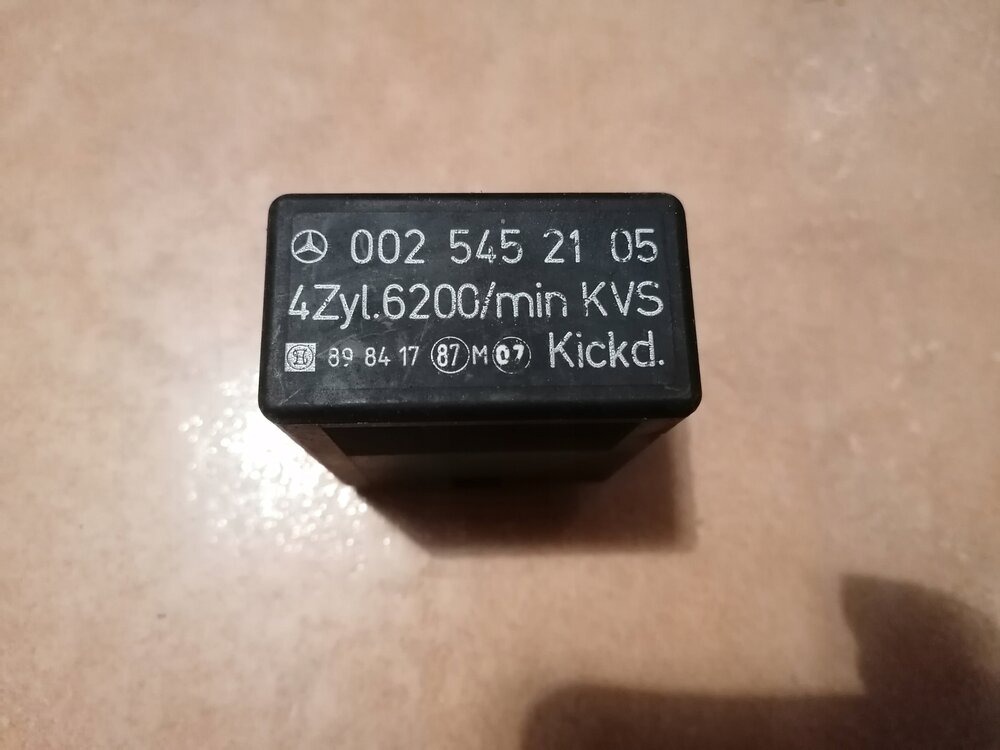 002 545 21 05
4Zyl.6200/min KVS
89 84 17 87 M 07 Kickd.